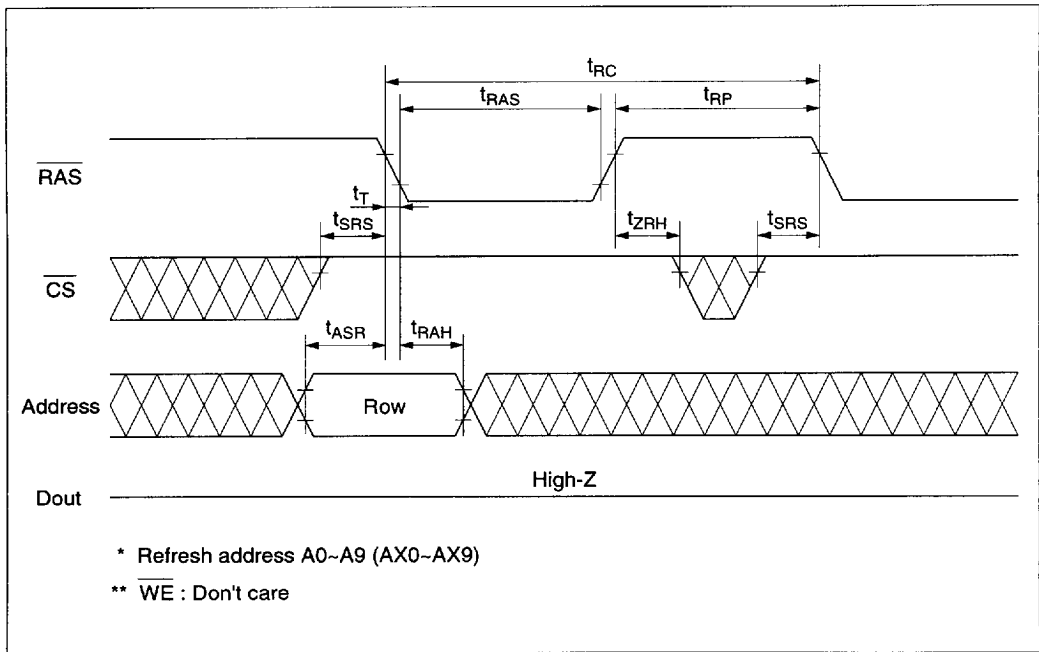 tRC
tRAS
tRP
RAS
tT
tSRS
tZRH
tSRS
CS
tASR
tRAH
Address
Row
High-Z
Dout
* Refresh address A0~A9 (AX0~AX9)
** WE : Don't care